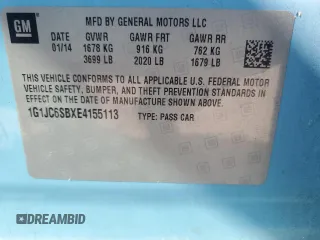 GM
MFD BY GENERAL MOTORS LLC
01/14 GVWR GAWR FRT GAWR RR
1678 KG 916 KG 762 KG
3699 LB 2020 LB 1679 LB
THIS VEHICLE CONFORMS TO ALL APPLICABLE U.S. FEDERAL MOTOR
VEHICLE SAFETY, BUMPER, AND THEFT PREVENTION STANDARDS IN
EFFECT ON THE DATE OF MANUFACTURE SHOWN ABOVE.
1G1JC6SBXE4155113 TYPE: PASS CAR